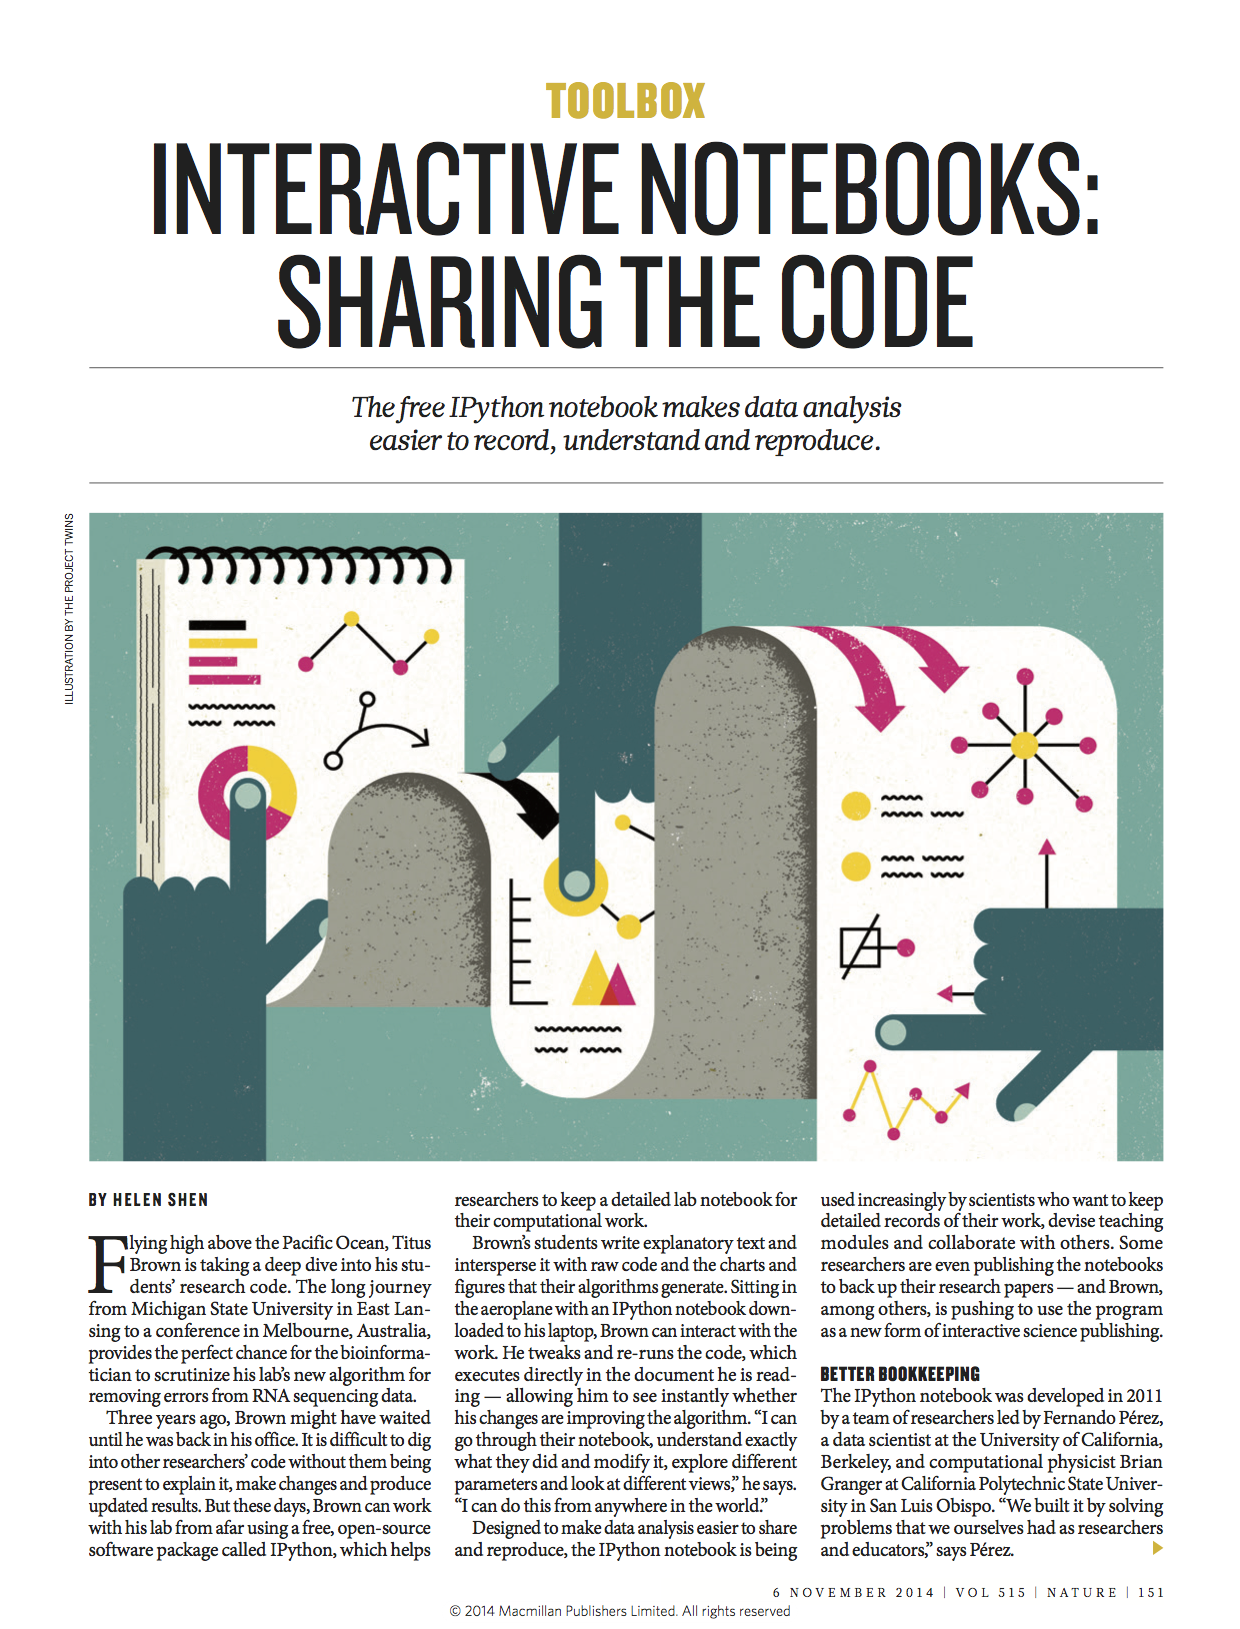 TOOLBOX
INTERACTIVE NOTEBOOKS:
SHARING THE CODE
The free IPython notebook makes data analysis
easier to record, understand and reproduce.
ILLUSTRATION BY THE PROJECT TWINS
BY HELEN SHEN
Flying high above the Pacific Ocean, Titus
Brown is taking a deep dive into his stu-
dents’ research code. The long journey
from Michigan State University in East Lan-
sing to a conference in Melbourne, Australia,
provides the perfect chance for the bioinforma-
tician to scrutinize his lab’s new algorithm for
removing errors from RNA sequencing data.
Three years ago, Brown might have waited
until he was back in his office. It is difficult to dig
into other researchers’ code without them being
present to explain it, make changes and produce
updated results. But these days, Brown can work
with his lab from afar using a free, open-source
software package called IPython, which helps
researchers to keep a detailed lab notebook for
their computational work.
Brown’s students write explanatory text and
intersperse it with raw code and the charts and
figures that their algorithms generate. Sitting in
the aeroplane with an IPython notebook down-
loaded to his laptop, Brown can interact with the
work. He tweaks and re-runs the code, which
executes directly in the document he is read-
ing — allowing him to see instantly whether
his changes are improving the algorithm. “I can
go through their notebook, understand exactly
what they did and modify it, explore different
parameters and look at different views,” he says.
“I can do this from anywhere in the world.”
Designed to make data analysis easier to share
and reproduce, the IPython notebook is being
used increasingly by scientists who want to keep
detailed records of their work, devise teaching
modules and collaborate with others. Some
researchers are even publishing the notebooks
to back up their research papers — and Brown,
among others, is pushing to use the program
as a new form of interactive science publishing.
BETTER BOOKKEEPING
The IPython notebook was developed in 2011
by a team of researchers led by Fernando Pérez,
a data scientist at the University of California,
Berkeley, and computational physicist Brian
Granger at California Polytechnic State Univer-
sity in San Luis Obispo. “We built it by solving
problems that we ourselves had as researchers
and educators,” says Pérez.
6 NOVEMBER 2014 | VOL 515 | NATURE | 151
© 2014 Macmillan Publishers Limited. All rights reserved